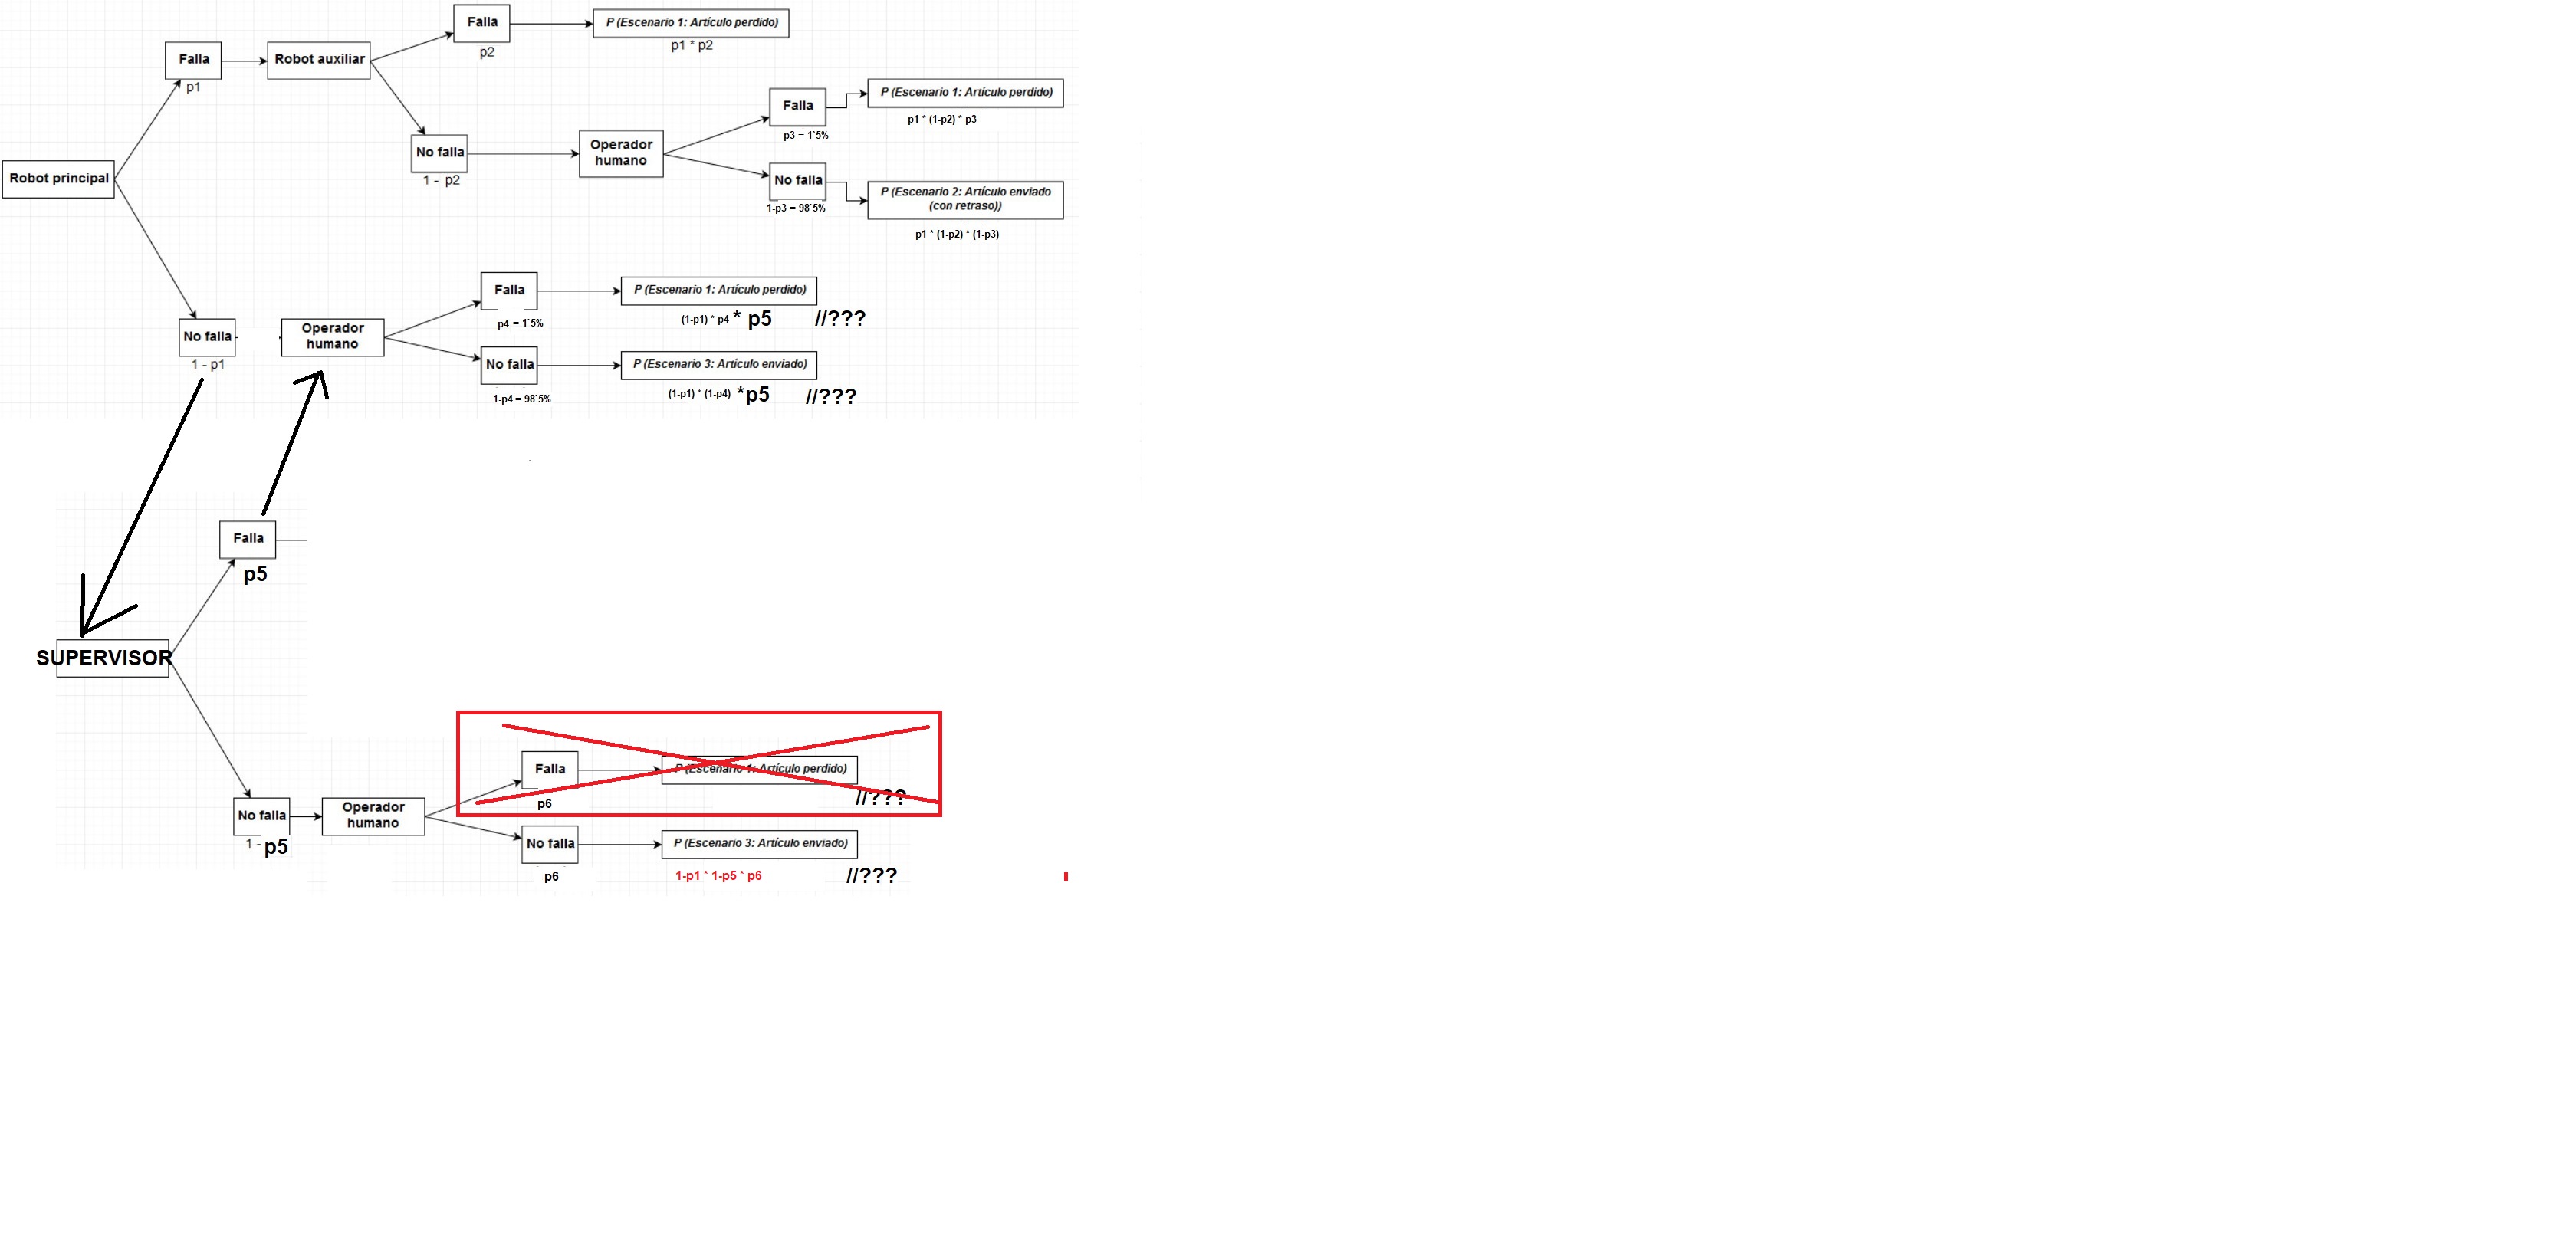 Falla
P (Escenario 1: Artículo perdido)
p2
p1 * p2
Falla
Robot auxiliar
p1
Falla
P (Escenario 1: Artículo perdido)
p3 = 1`5%
p1 * (1-p2) * p3
No falla
1 - p2
Operador
humano
Robot principal
No falla
1-p3 = 98`5%
P (Escenario 2: Artículo enviado
(con retraso))
p1 * (1-p2) * (1-p3)
Falla
P (Escenario 1: Artículo perdido)
p4 = 1`5%
(1-p1) * p4 * p5 //???
No falla
1 - p1
Operador
humano
No falla
P (Escenario 3: Artículo enviado)
1-p4 = 98`5%
(1-p1) * (1-p4) *p5 //???
Falla
p5
SUPERVISOR
Falla
P (Escenario 1: Artículo perdido)
p6
//???
No falla
1 - p5
Operador
humano
No falla
P (Escenario 3: Artículo enviado)
p6
1-p1 * 1-p5 * p6 //???